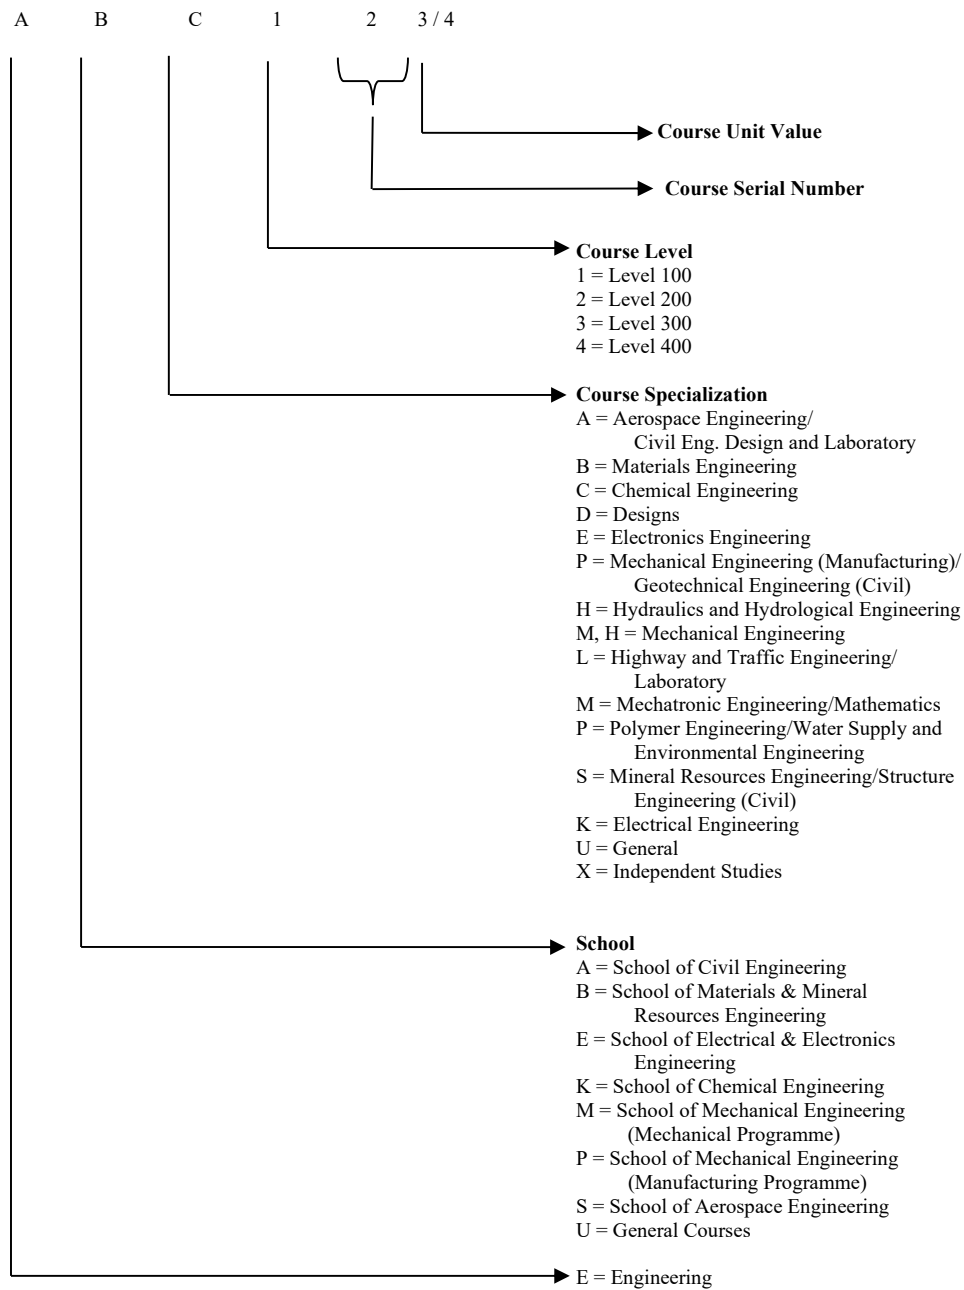 A B C 1 2 3 / 4
Course Unit Value
Course Serial Number
Course Level
1 = Level 100
2 = Level 200
3 = Level 300
4 = Level 400
Course Specialization
A = Aerospace Engineering/
Civil Eng. Design and Laboratory
B = Materials Engineering
C = Chemical Engineering
D = Designs
E = Electronics Engineering
P = Mechanical Engineering (Manufacturing)/
Geotechnical Engineering (Civil)
H = Hydraulics and Hydrological Engineering
M, H = Mechanical Engineering
L = Highway and Traffic Engineering/
Laboratory
M = Mechatronic Engineering/Mathematics
P = Polymer Engineering/Water Supply and
Environmental Engineering
S = Mineral Resources Engineering/Structure
Engineering (Civil)
K = Electrical Engineering
U = General
X = Independent Studies
School
A = School of Civil Engineering
B = School of Materials & Mineral
Resources Engineering
E = School of Electrical & Electronics
Engineering
K = School of Chemical Engineering
M = School of Mechanical Engineering
(Mechanical Programme)
P = School of Mechanical Engineering
(Manufacturing Programme)
S = School of Aerospace Engineering
U = General Courses
E = Engineering